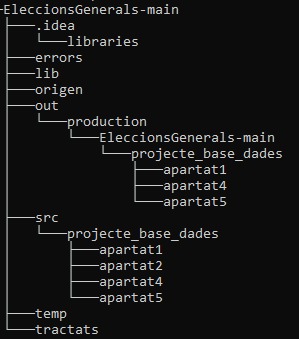 EleccionsGenerals-main
.idea
libraries
errors
lib
origen
out
production
EleccionsGenerals-main
projecte_base_dades
apartat1
apartat4
apartat5
src
projecte_base_dades
apartat1
apartat2
apartat4
apartat5
temp
tractats